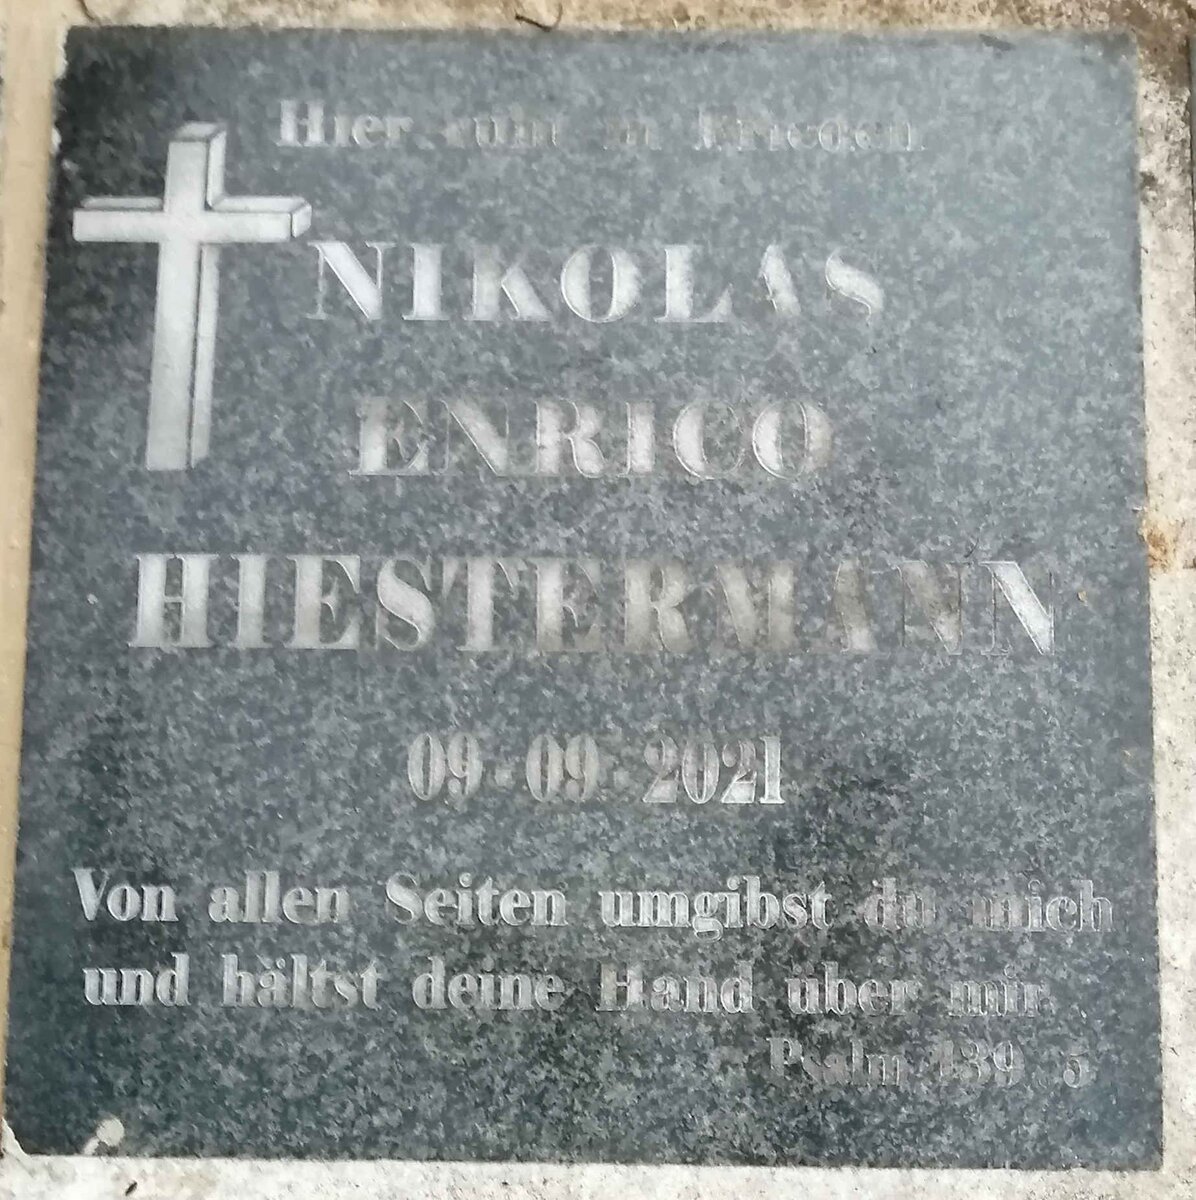 Hier ruht in Frieden
NIKOLAS
ENRICO
HIESTERMANN
09-09-2021
Von allen Seiten umgibst du mich
und hältst deine Hand über mir.
Psalm 139,5